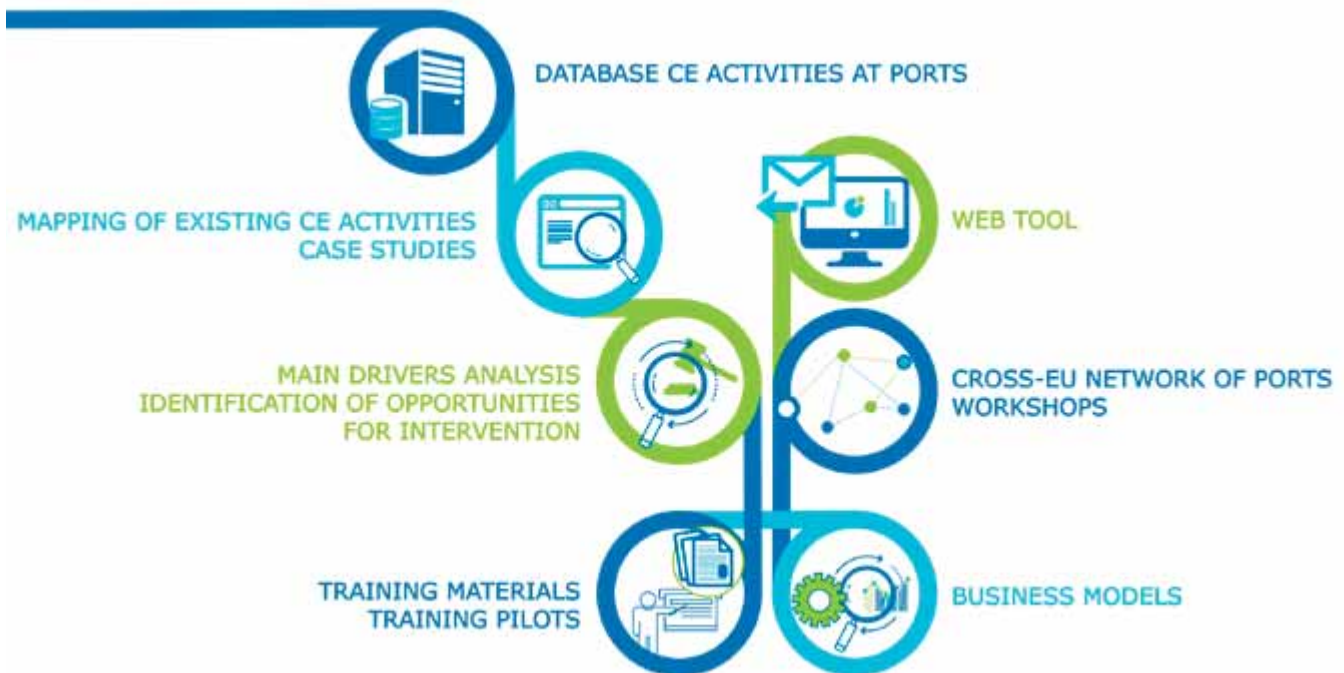 DATABASE CE ACTIVITIES AT PORTS
MAPPING OF EXISTING CE ACTIVITIES
CASE STUDIES
MAIN DRIVERS ANALYSIS
IDENTIFICATION OF OPPORTUNITIES
FOR INTERVENTION
TRAINING MATERIALS
TRAINING PILOTS
BUSINESS MODELS
CROSS-EU NETWORK OF PORTS
WORKSHOPS
WEB TOOL